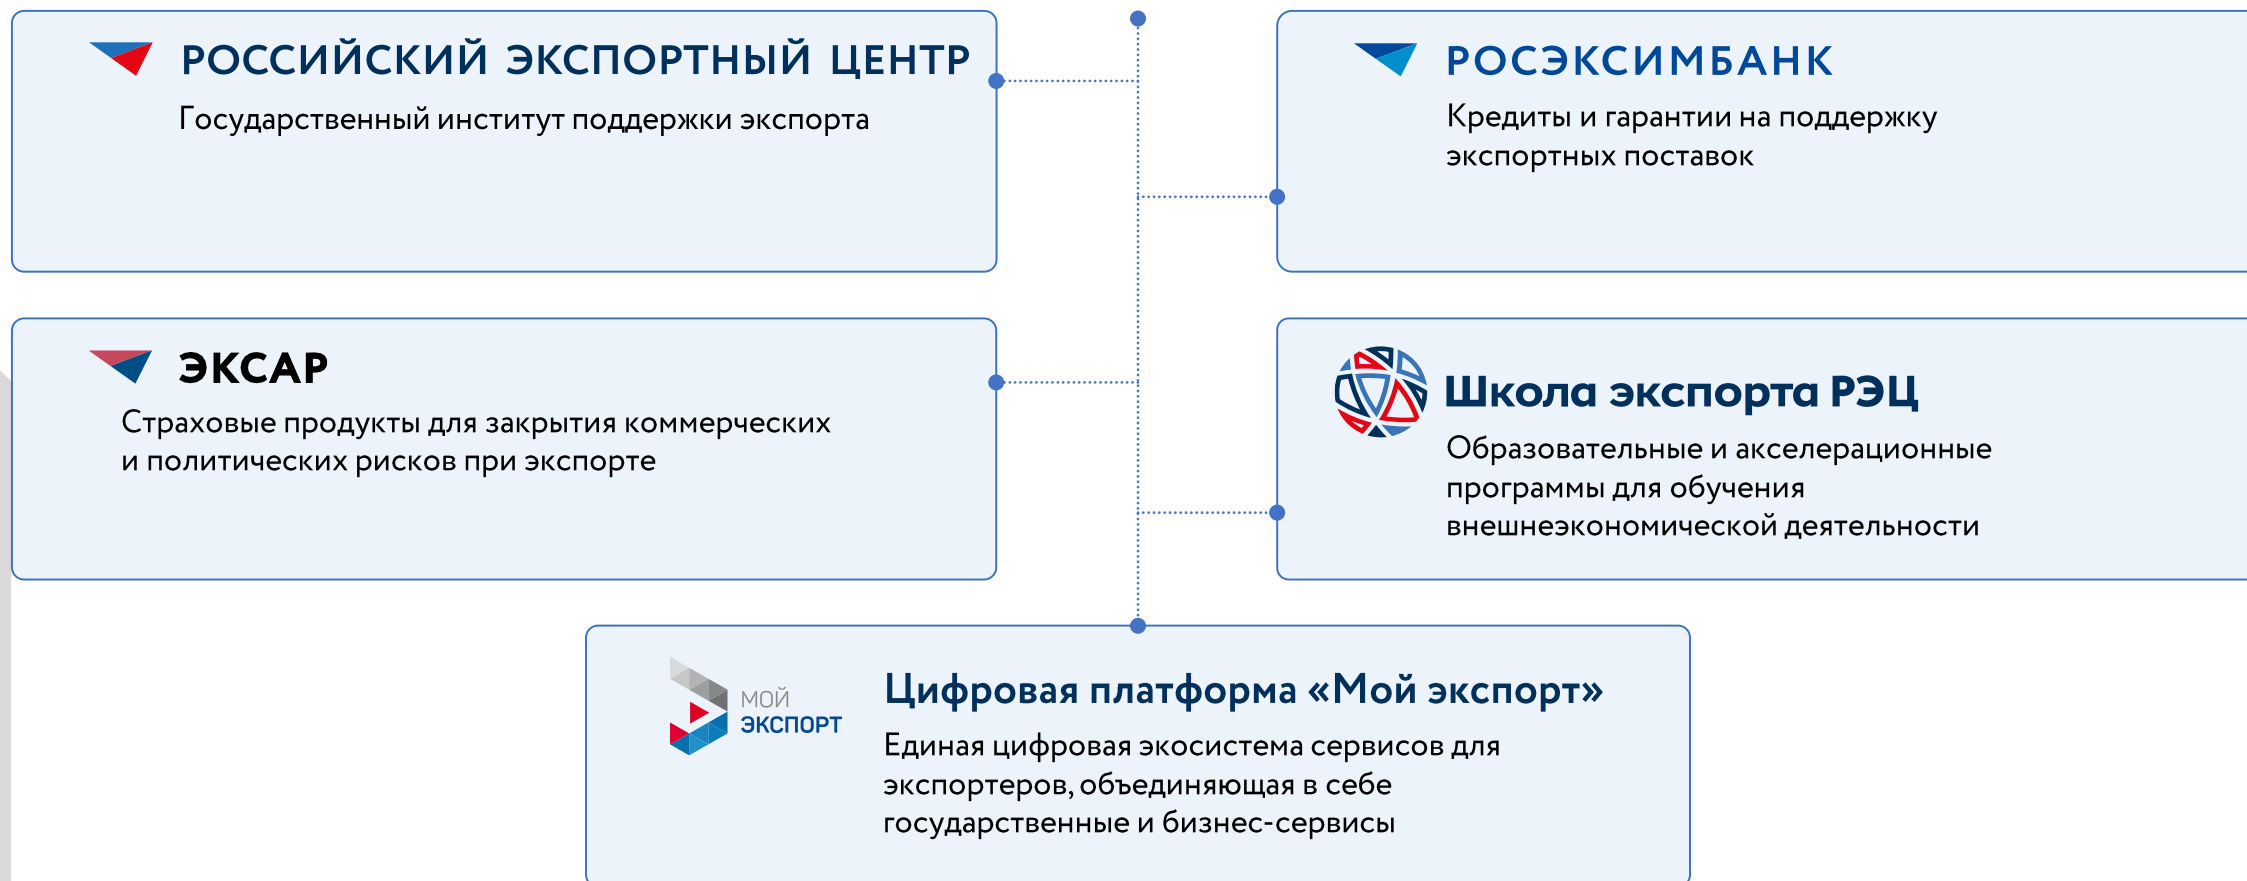 РОССИЙСКИЙ ЭКСПОРТНЫЙ ЦЕНТР
Государственный институт поддержки экспорта
РОСЭКСИМБАНК
Кредиты и гарантии на поддержку
экспортных поставок
ЭКСАР
Страховые продукты для закрытия коммерческих
и политических рисков при экспорте
Школа экспорта РЭЦ
Образовательные и акселерационные
программы для обучения
внешнеэкономической деятельности
МОЙ
ЭКСПОРТ
Цифровая платформа «Мой экспорт»
Единая цифровая экосистема сервисов для
экспортеров, объединяющая в себе
государственные и бизнес-сервисы